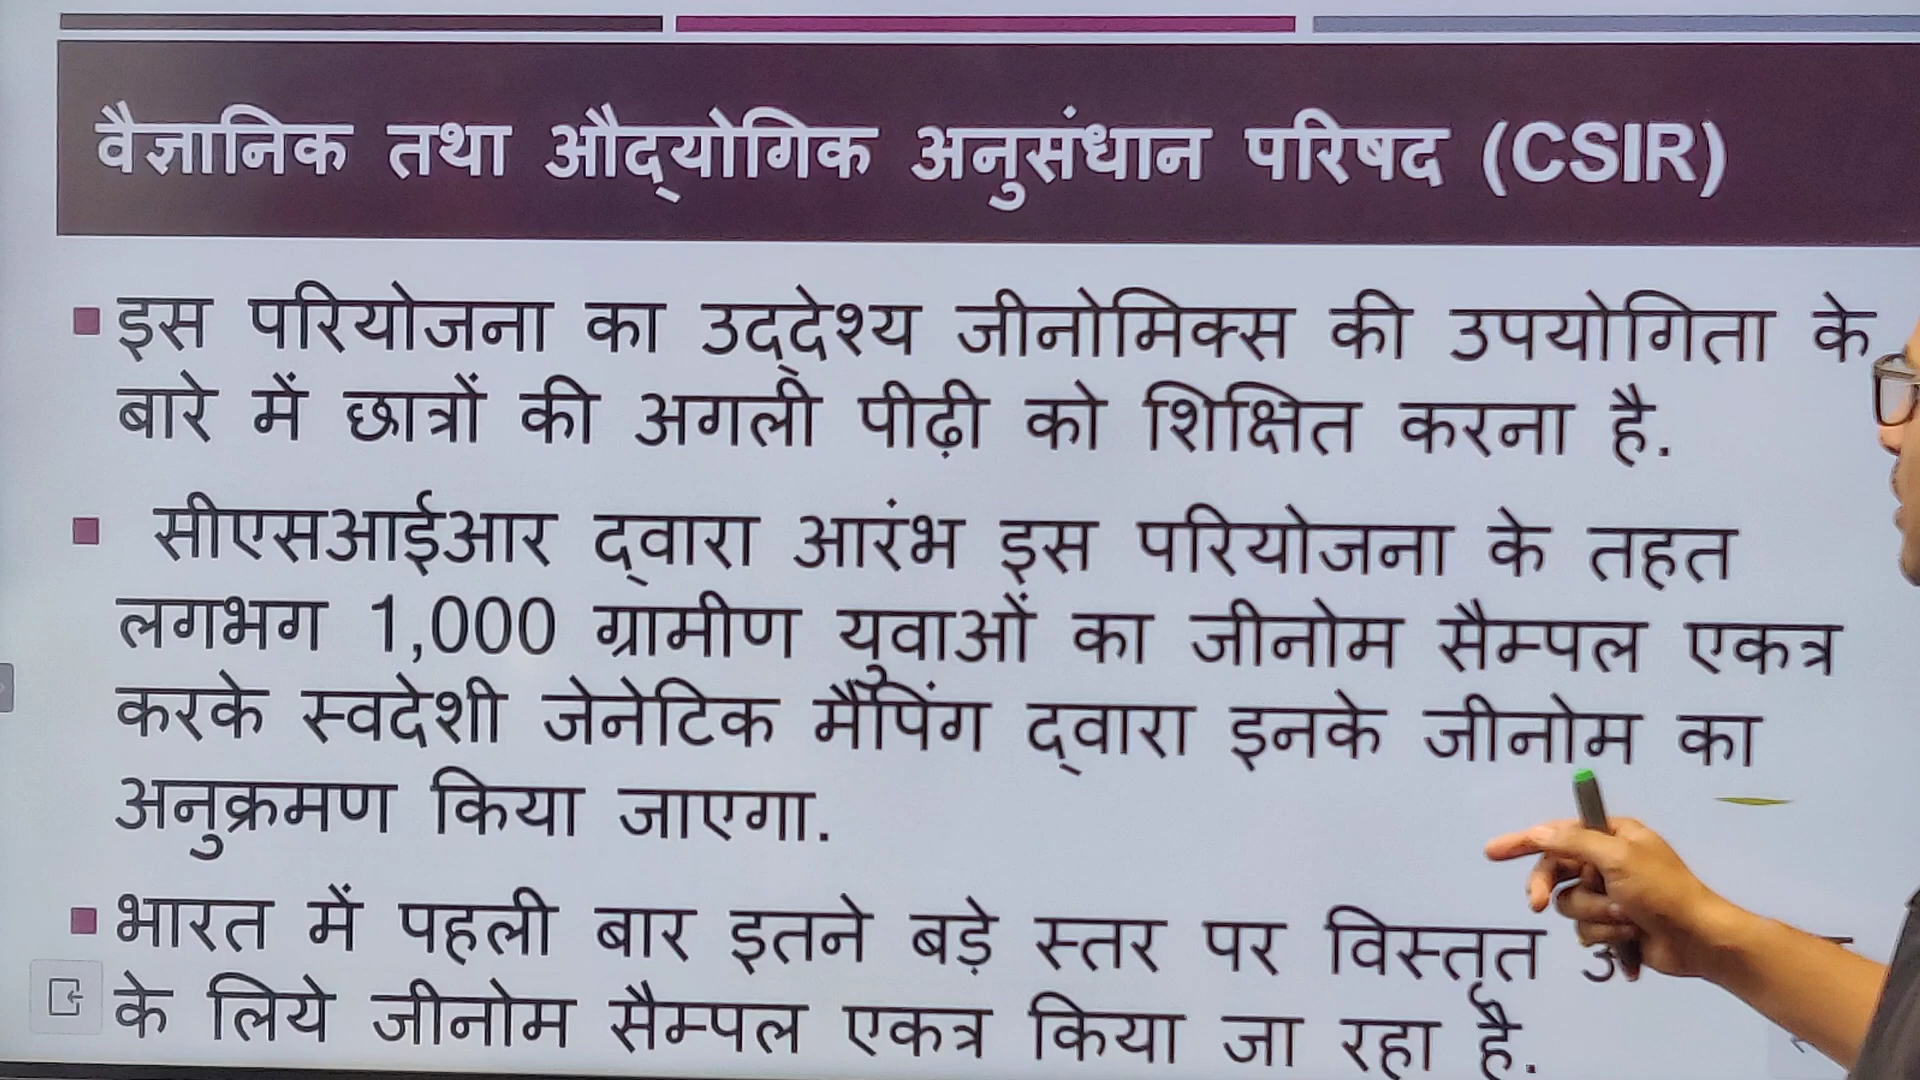 वैज्ञानिक तथा औद्योगिक अनुसंधान परिषद (CSIR)
इस परियोजना का उद्देश्य जीनोमिक्स की उपयोगिता के
बारे में छात्रों की अगली पीढ़ी को शिक्षित करना है.
सीएसआईआर द्वारा आरंभ इस परियोजना के तहत
लगभग 1,000 ग्रामीण युवाओं का जीनोम सैम्पल एकत्र
करके स्वदेशी जेनेटिक मैंपिंग द्वारा इनके जीनोम का
अनुक्रमण किया जाएगा.
भारत में पहली बार इतने बड़े स्तर पर विस्तृत
के लिये जीनोम सैम्पल एकत्र किया जा रहा है.